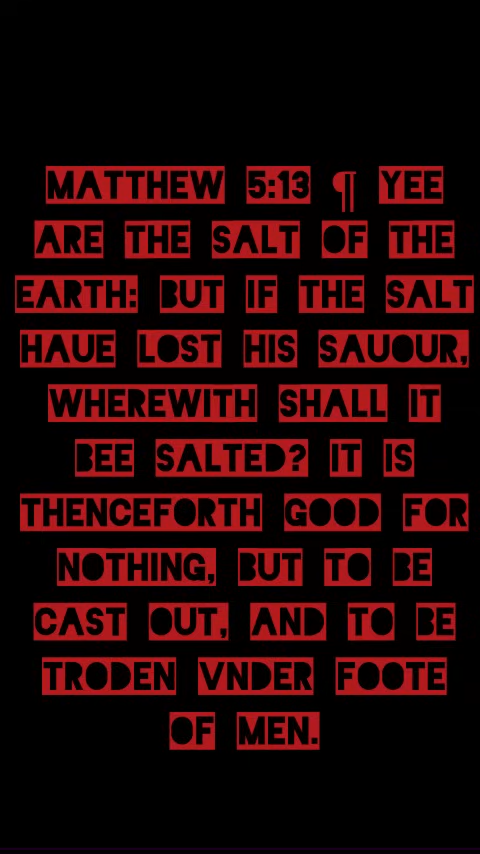 MATTHEW 5:13 ¶ YEE
ARE THE SALT OF THE
EARTH: BUT IF THE SALT
HAUE LOST HIS SAUOUR,
WHEREWITH SHALL IT
BEE SALTED? IT IS
THENCEFORTH GOOD FOR
NOTHING, BUT TO BE
CAST OUT, AND TO BE
TRODEN VNDER FOOTE
OF MEN.